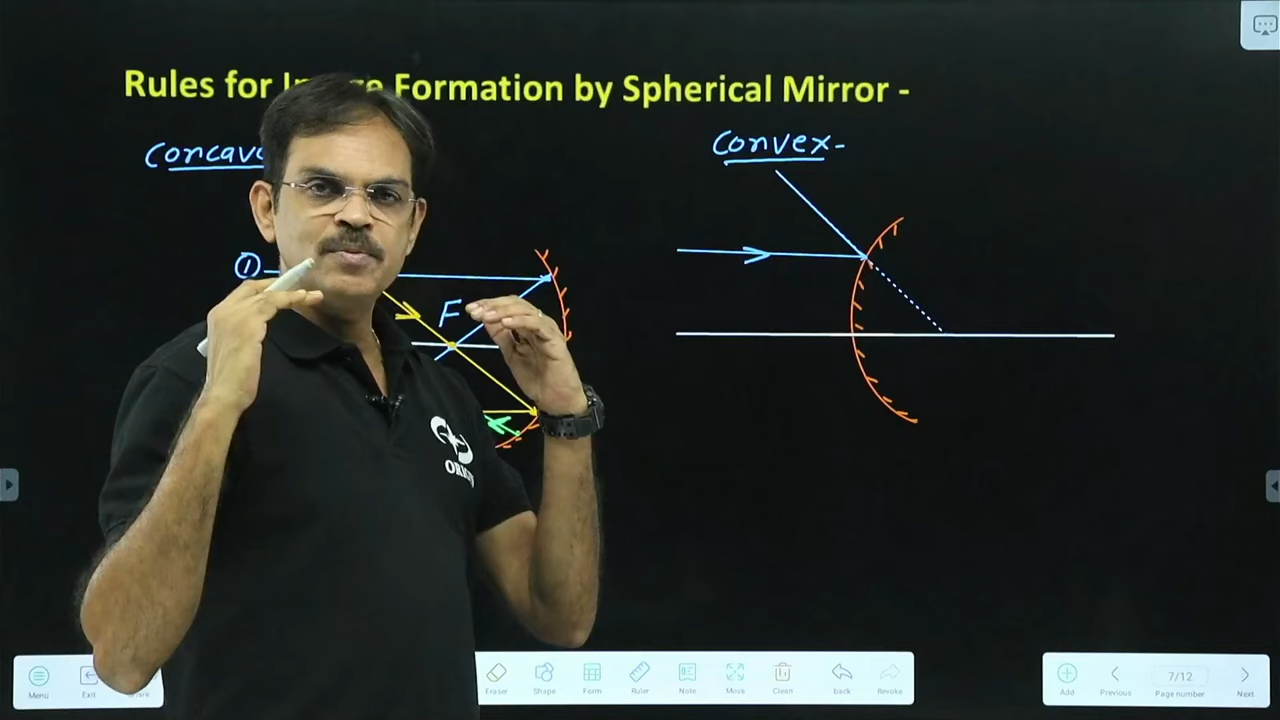 Rules for Formation by Spherical Mirror -
Convex-
①
F
Menu
Exit
Eraser
Shape
Form
Ruler
Note
Move
Clean
back
Revoke
Add
Previous
7/12
Page number
Next